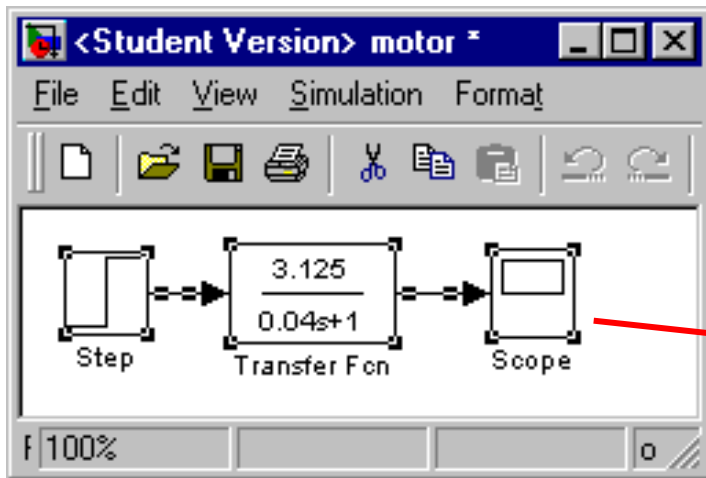 <Student Version> motor *
File Edit View Simulation Format
3.125
0.04s+1
Step
Transfer Fcn
Scope
100%